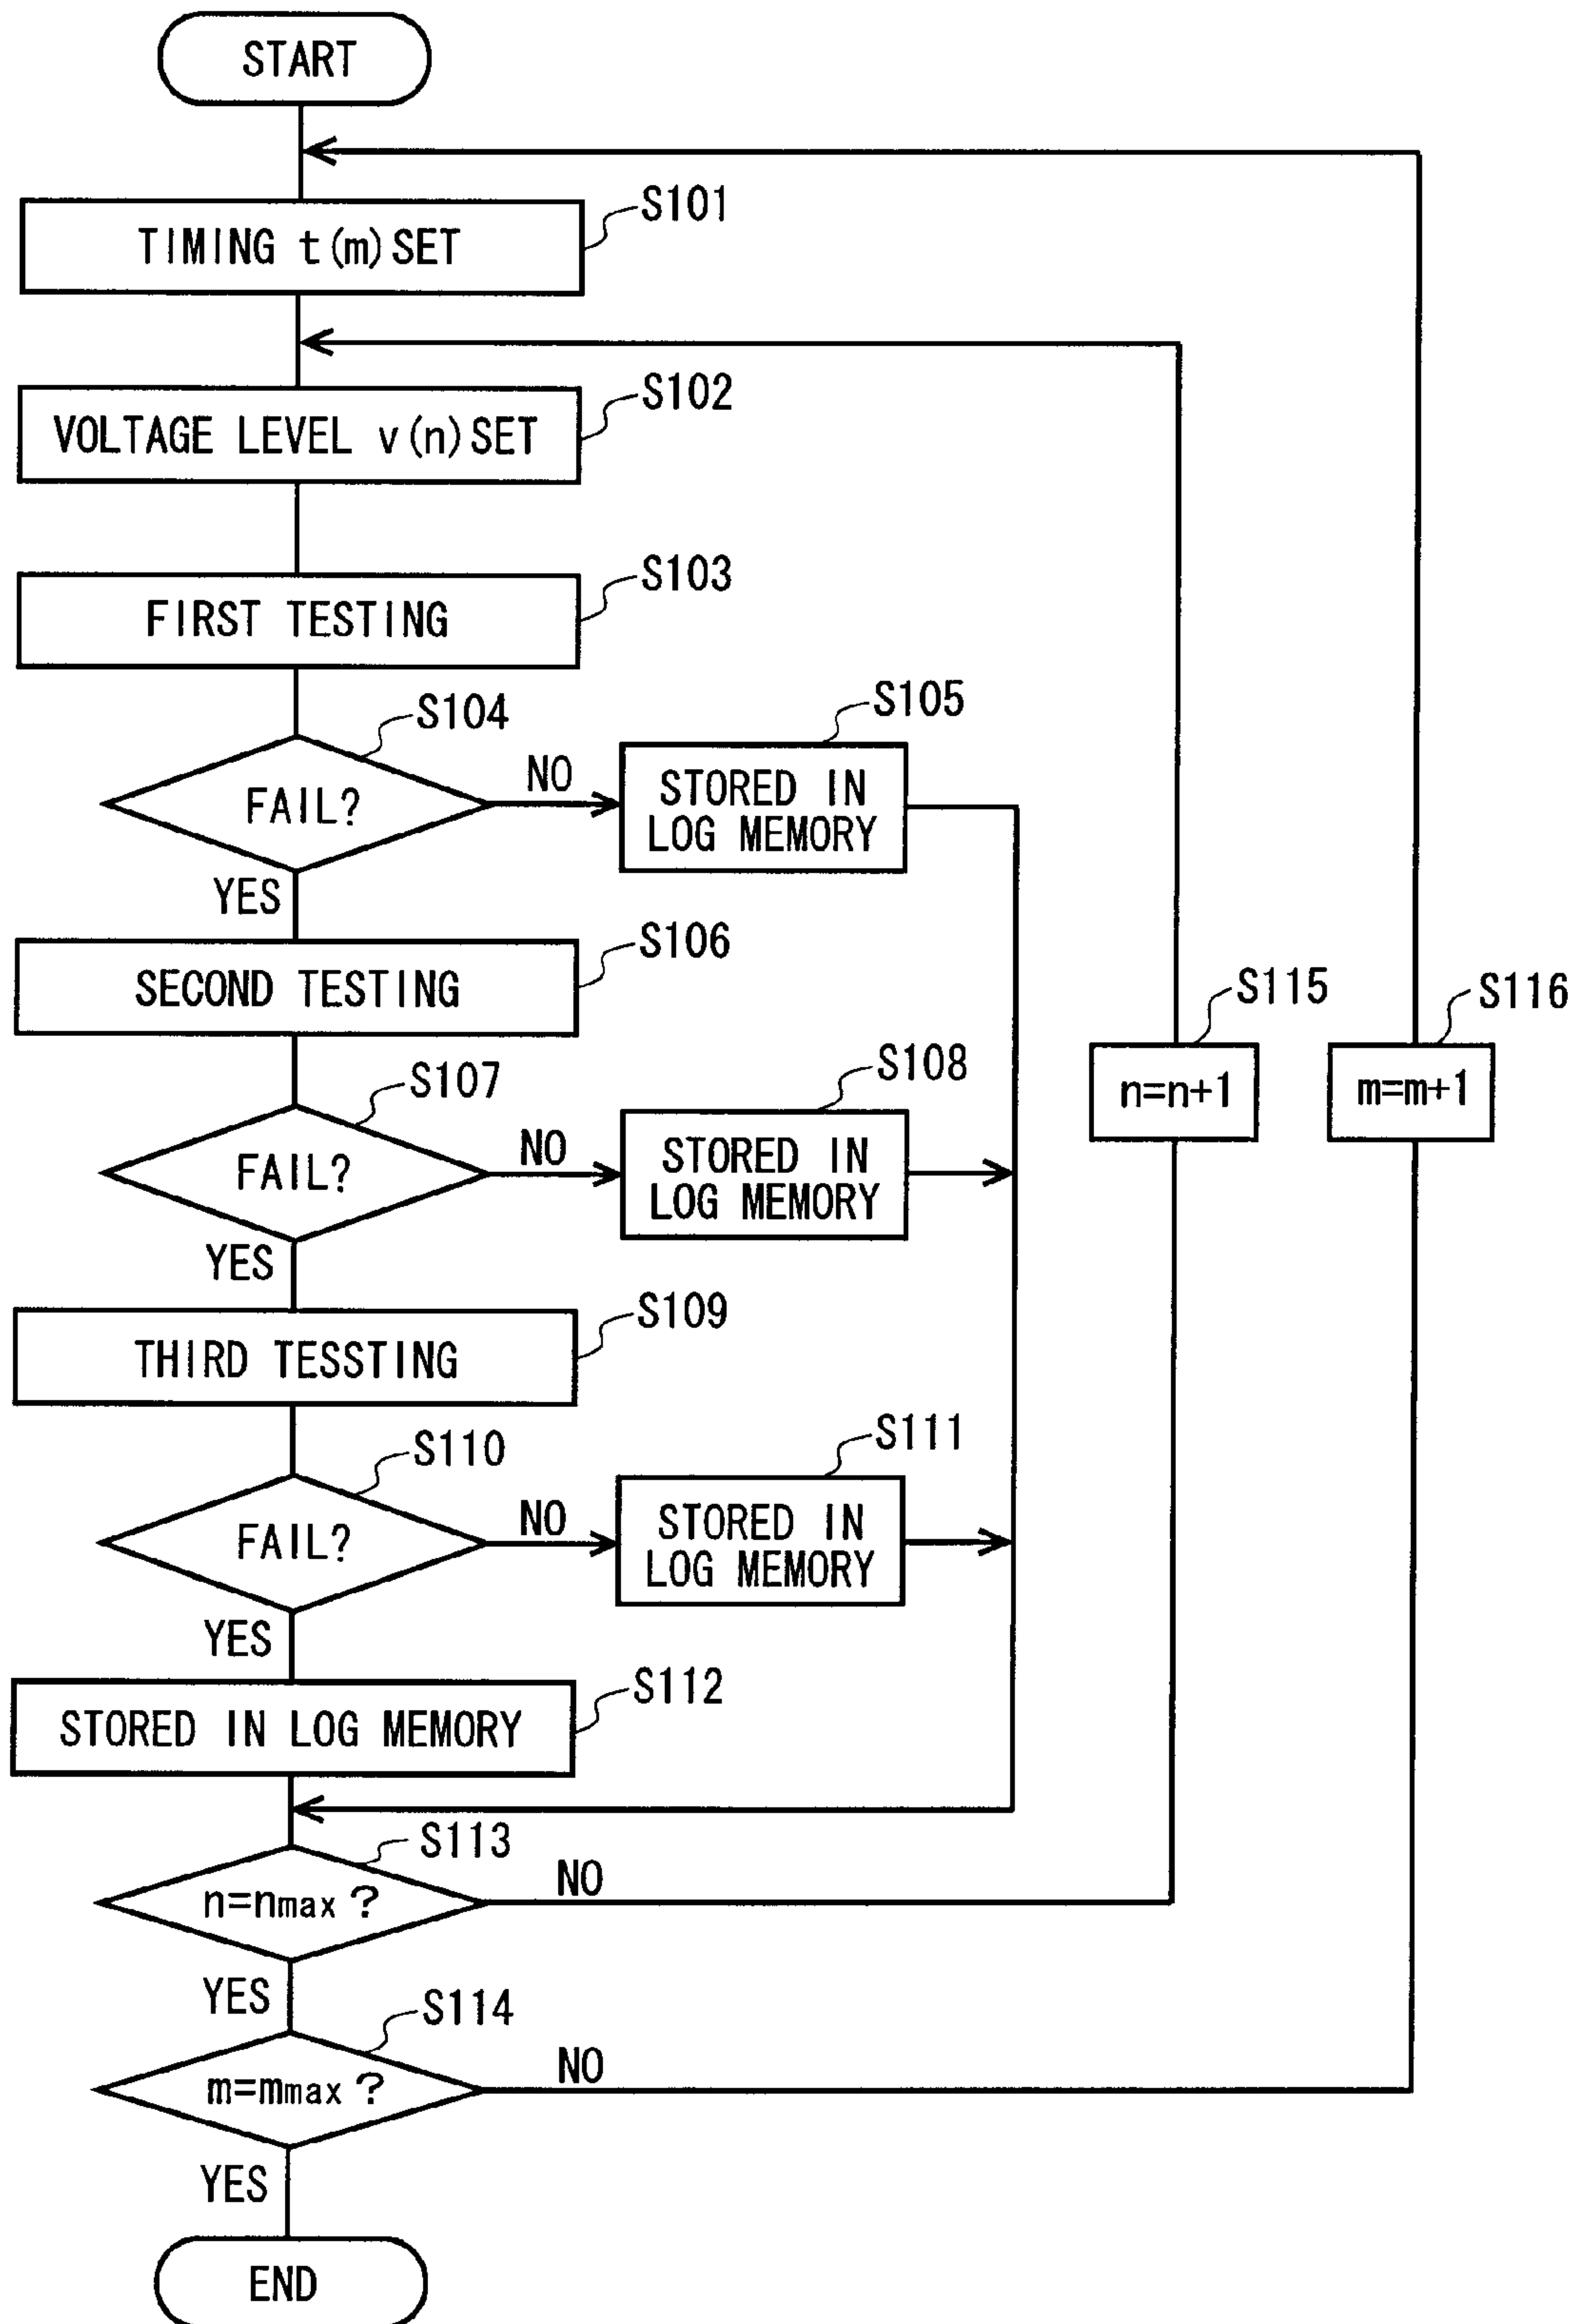 START
S101
TIMING t(m)SET
S102
VOLTAGE LEVEL v(n)SET
S103
FIRST TESTING
S104
FAIL?
NO
S105
STORED IN
LOG MEMORY
YES
S106
SECOND TESTING
S107
FAIL?
NO
S108
STORED IN
LOG MEMORY
S115
n=n+1
S116
m=m+1
YES
S109
THIRD TESSTING
S110
FAIL?
NO
S111
STORED IN
LOG MEMORY
YES
S112
STORED IN LOG MEMORY
S113
n=nmax ?
NO
YES
S114
m=mmax ?
NO
YES
END